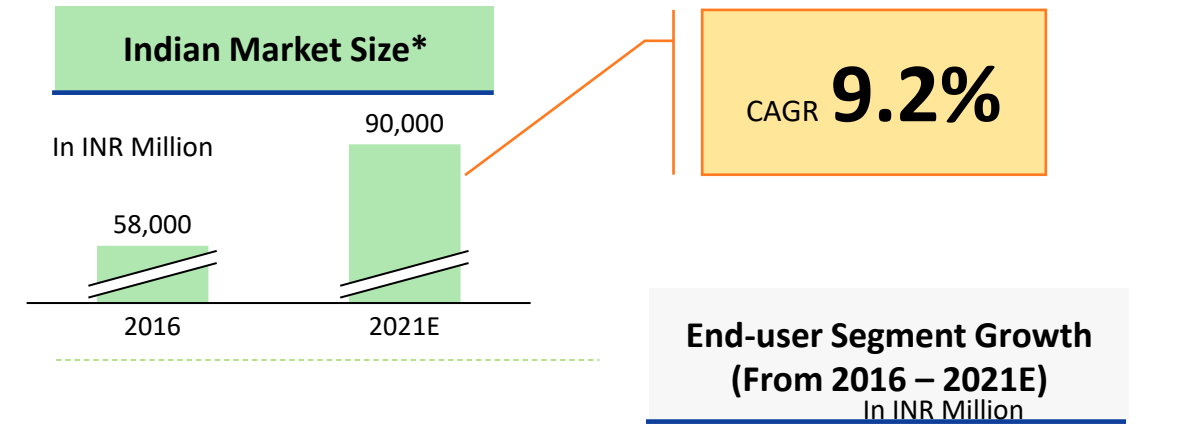 Indian Market Size*
CAGR 9.2%
In INR Million
90,000
58,000
2016
2021E
End-user Segment Growth
(From 2016 – 2021E)
In INR Million